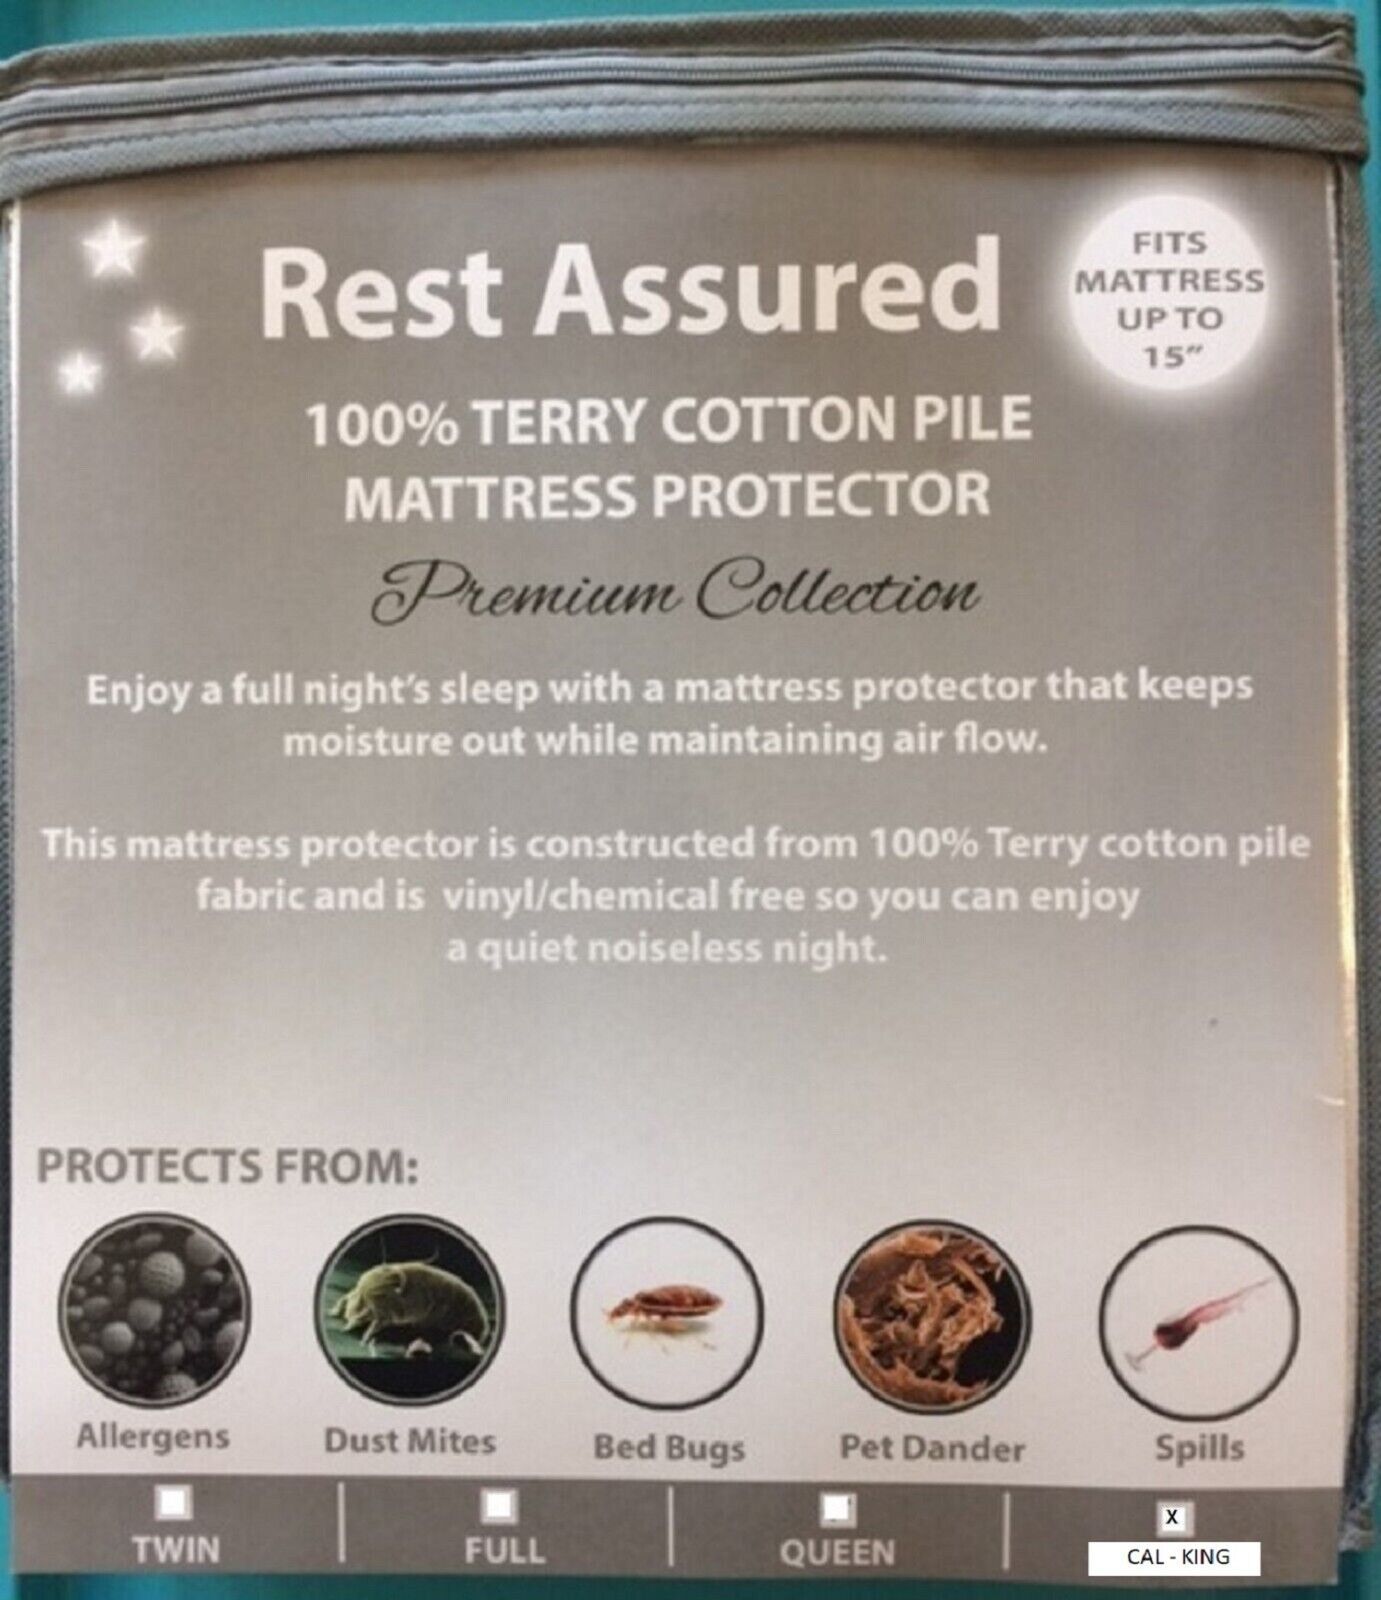 Rest Assured
FITS
MATTRESS
UP TO
15"
100% TERRY COTTON PILE
MATTRESS PROTECTOR
Premium Collection
Enjoy a full night's sleep with a mattress protector that keeps
moisture out while maintaining air flow.
This mattress protector is constructed from 100% Terry cotton pile
fabric and is vinyl/chemical free so you can enjoy
a quiet noiseless night.
PROTECTS FROM:
Allergens
Dust Mites
Bed Bugs
Pet Dander
Spills
TWIN
FULL
QUEEN
X
CAL - KING